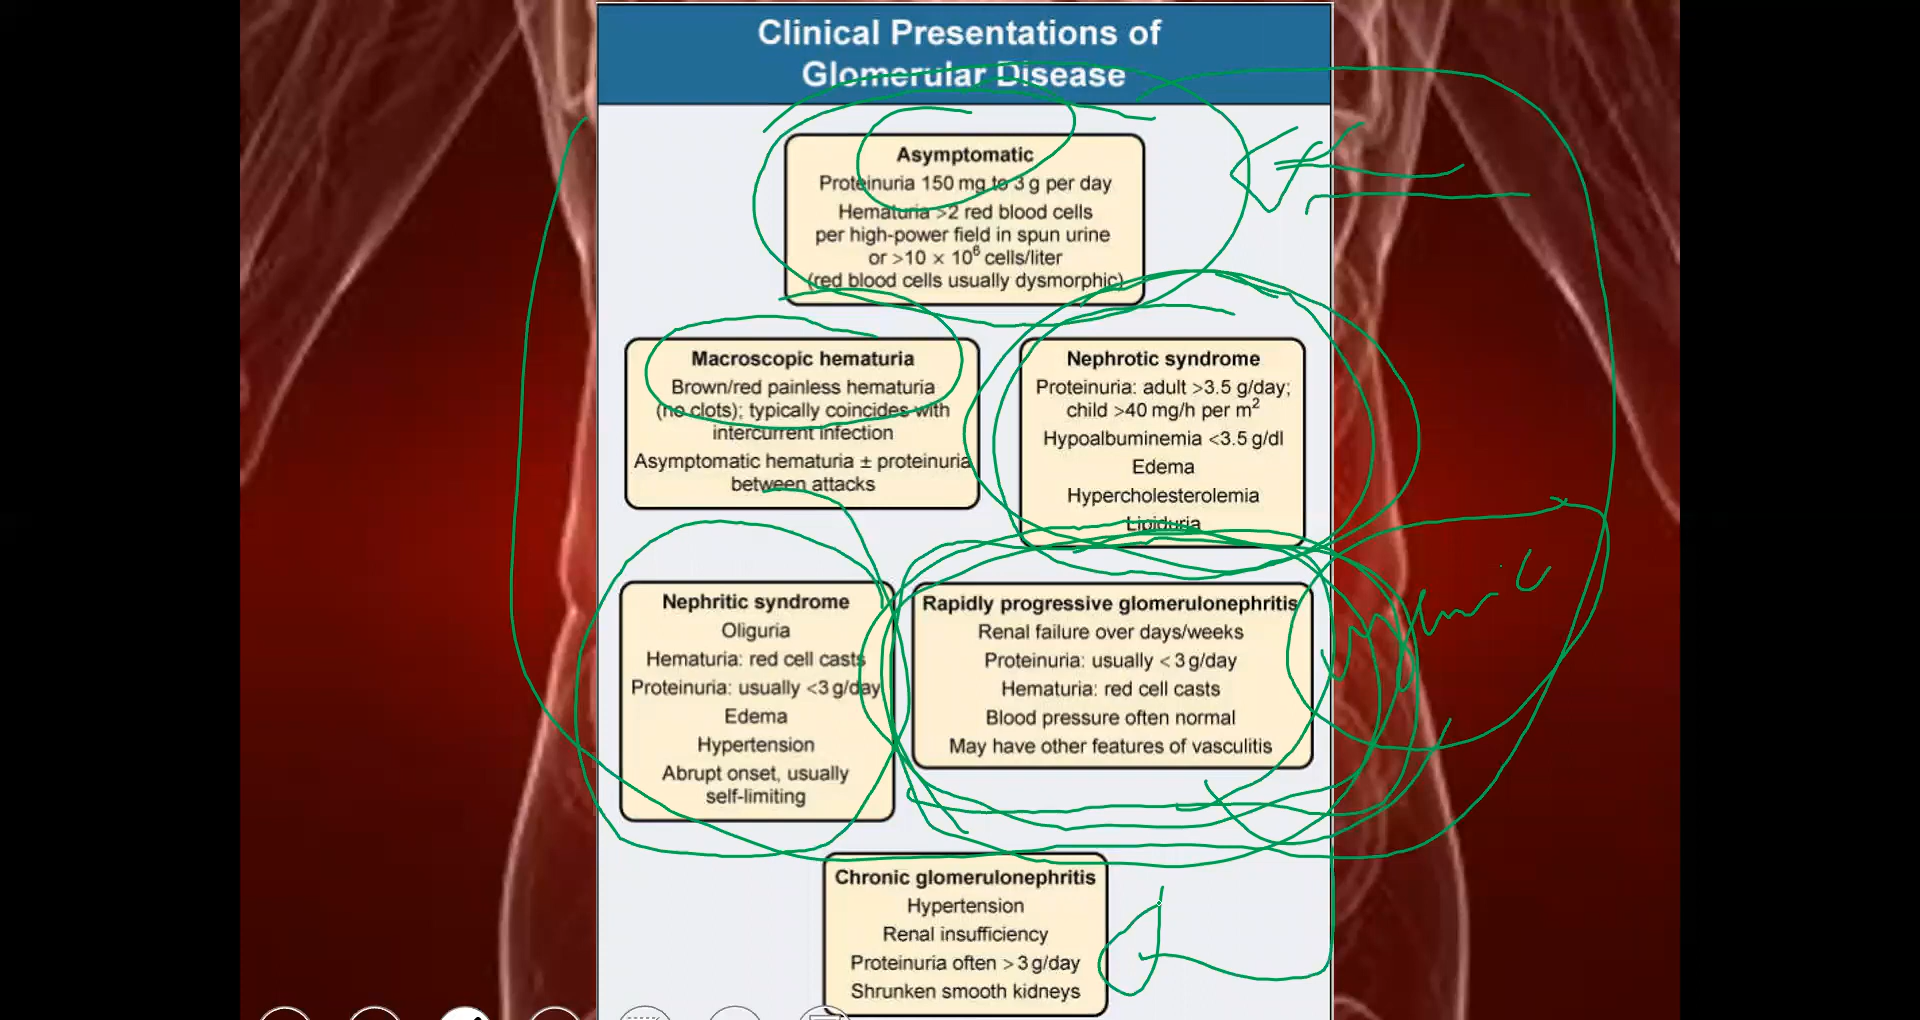 Clinical Presentations of
Glomerular Disease
Asymptomatic
Proteinuria 150 mg to 3 g per day
Hematuria >2 red blood cells
per high-power field in spun urine
or >10 × 10⁶ cells/liter
(red blood cells usually dysmorphic)
Macroscopic hematuria
Brown/red painless hematuria
(no clots); typically coincides with
intercurrent infection
Asymptomatic hematuria ± proteinuria
between attacks
Nephrotic syndrome
Proteinuria: adult >3.5 g/day;
child >40 mg/h per m²
Hypoalbuminemia <3.5 g/dl
Edema
Hypercholesterolemia
Lipiduria
Nephritic syndrome
Oliguria
Hematuria: red cell casts
Proteinuria: usually <3 g/day
Edema
Hypertension
Abrupt onset, usually
self-limiting
Rapidly progressive glomerulonephritis
Renal failure over days/weeks
Proteinuria: usually < 3 g/day
Hematuria: red cell casts
Blood pressure often normal
May have other features of vasculitis
Chronic glomerulonephritis
Hypertension
Renal insufficiency
Proteinuria often > 3 g/day
Shrunken smooth kidneys